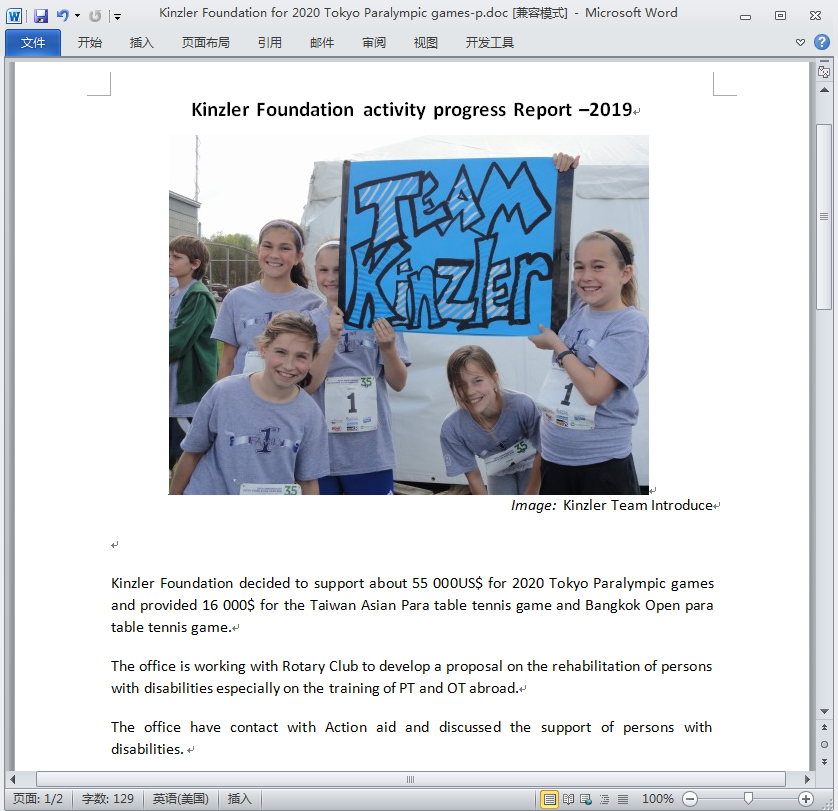 Kinzler Foundation for 2020 Tokyo Paralympic games-p.doc [兼容模式] - Microsoft Word
文件 开始 插入 页面布局 引用 邮件 审阅 视图 开发工具
Kinzler Foundation activity progress Report –2019
TEAM
Kinzler
1
1
1
35
35
35
Image: Kinzler Team Introduce
Kinzler Foundation decided to support about 55 000US$ for 2020 Tokyo Paralympic games
and provided 16 000$ for the Taiwan Asian Para table tennis game and Bangkok Open para
table tennis game.
The office is working with Rotary Club to develop a proposal on the rehabilitation of persons
with disabilities especially on the training of PT and OT abroad.
The office have contact with Action aid and discussed the support of persons with
disabilities.
页面: 1/2 字数: 129 英语(美国) 插入 100%